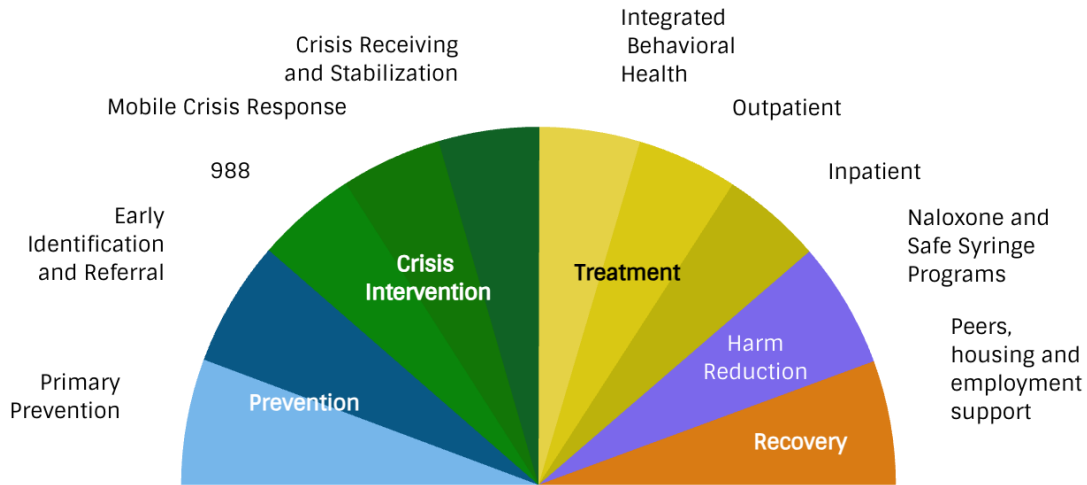 Integrated
Behavioral
Health
Crisis Receiving
and Stabilization
Mobile Crisis Response
Outpatient
988
Inpatient
Early
Identification
and Referral
Naloxone and
Safe Syringe
Programs
Crisis
Intervention
Treatment
Peers,
housing and
employment
support
Harm
Reduction
Primary
Prevention
Prevention
Recovery